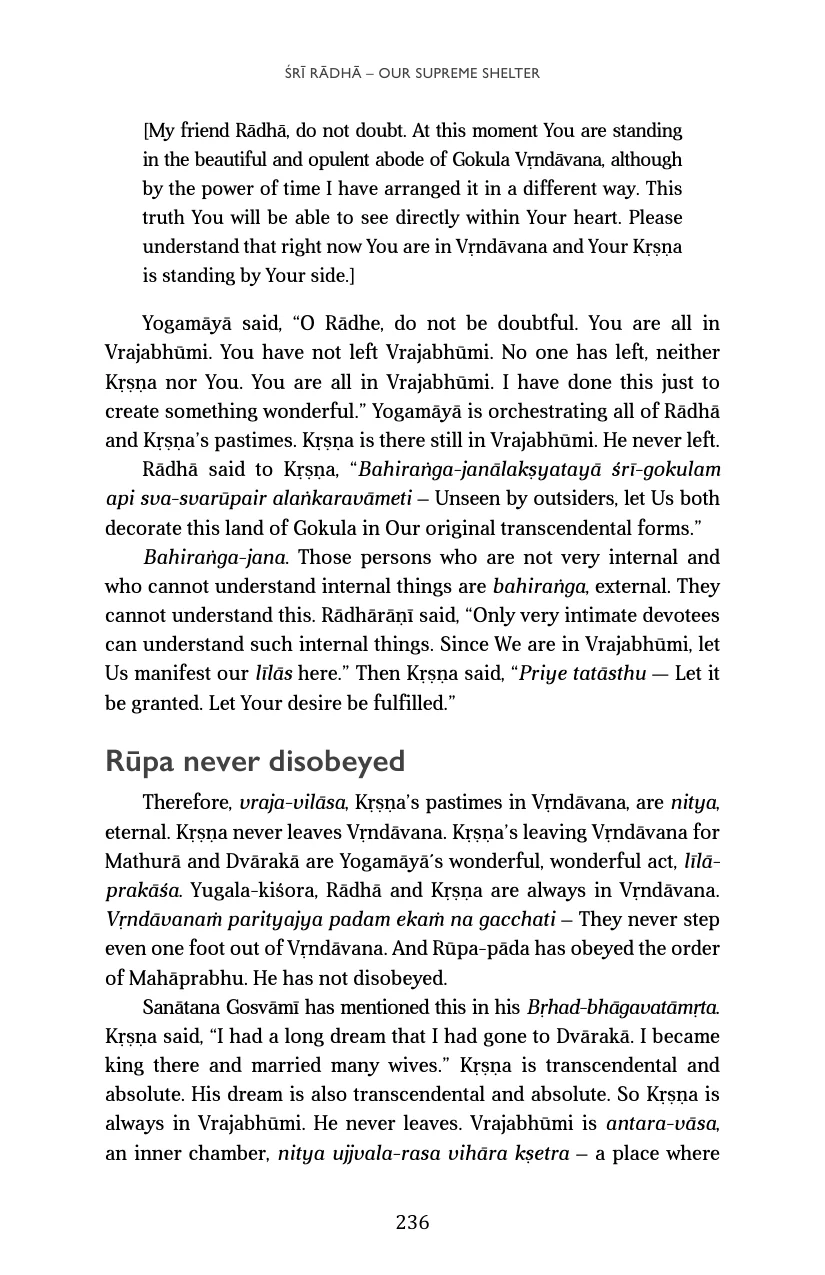 ŚRĪ RĀDHĀ – OUR SUPREME SHELTER
[My friend Rādhā, do not doubt. At this moment You are standing
in the beautiful and opulent abode of Gokula Vṛndāvana, although
by the power of time I have arranged it in a different way. This
truth You will be able to see directly within Your heart. Please
understand that right now You are in Vṛndāvana and Your Kṛṣṇa
is standing by Your side.]
Yogamāyā said, “O Rādhe, do not be doubtful. You are all in
Vrajabhūmi. You have not left Vrajabhūmi. No one has left, neither
Kṛṣṇa nor You. You are all in Vrajabhūmi. I have done this just to
create something wonderful.” Yogamāyā is orchestrating all of Rādhā
and Kṛṣṇa’s pastimes. Kṛṣṇa is there still in Vrajabhūmi. He never left.
Rādhā said to Kṛṣṇa, “Bahiraṅga-janālakṣyatayā śrī-gokulam
api sva-svarūpair alaṅkaravāmeti – Unseen by outsiders, let Us both
decorate this land of Gokula in Our original transcendental forms.”
Bahiraṅga-jana. Those persons who are not very internal and
who cannot understand internal things are bahiraṅga, external. They
cannot understand this. Rādhārāṇī said, “Only very intimate devotees
can understand such internal things. Since We are in Vrajabhūmi, let
Us manifest our līlās here.” Then Kṛṣṇa said, “Priye tatāsthu — Let it
be granted. Let Your desire be fulfilled.”
Rūpa never disobeyed
Therefore, vraja-vilāsa, Kṛṣṇa’s pastimes in Vṛndāvana, are nitya,
eternal. Kṛṣṇa never leaves Vṛndāvana. Kṛṣṇa’s leaving Vṛndāvana for
Mathurā and Dvārakā are Yogamāyā´s wonderful, wonderful act, līlā-
prakāśa. Yugala-kiśora, Rādhā and Kṛṣṇa are always in Vṛndāvana.
Vṛndāvanaṁ parityajya padam ekaṁ na gacchati – They never step
even one foot out of Vṛndāvana. And Rūpa-pāda has obeyed the order
of Mahāprabhu. He has not disobeyed.
Sanātana Gosvāmī has mentioned this in his Bṛhad-bhāgavatāmṛta.
Kṛṣṇa said, “I had a long dream that I had gone to Dvārakā. I became
king there and married many wives.” Kṛṣṇa is transcendental and
absolute. His dream is also transcendental and absolute. So Kṛṣṇa is
always in Vrajabhūmi. He never leaves. Vrajabhūmi is antara-vāsa,
an inner chamber, nitya ujjvala-rasa vihāra kṣetra – a place where
236